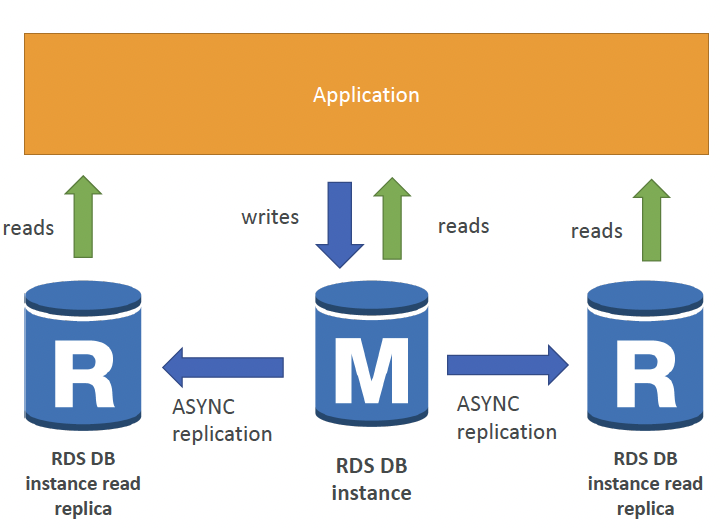 Application
reads
writes
reads
reads
R
M
R
ASYNC
replication
ASYNC
replication
RDS DB
instance read
replica
RDS DB
instance
RDS DB
instance read
replica